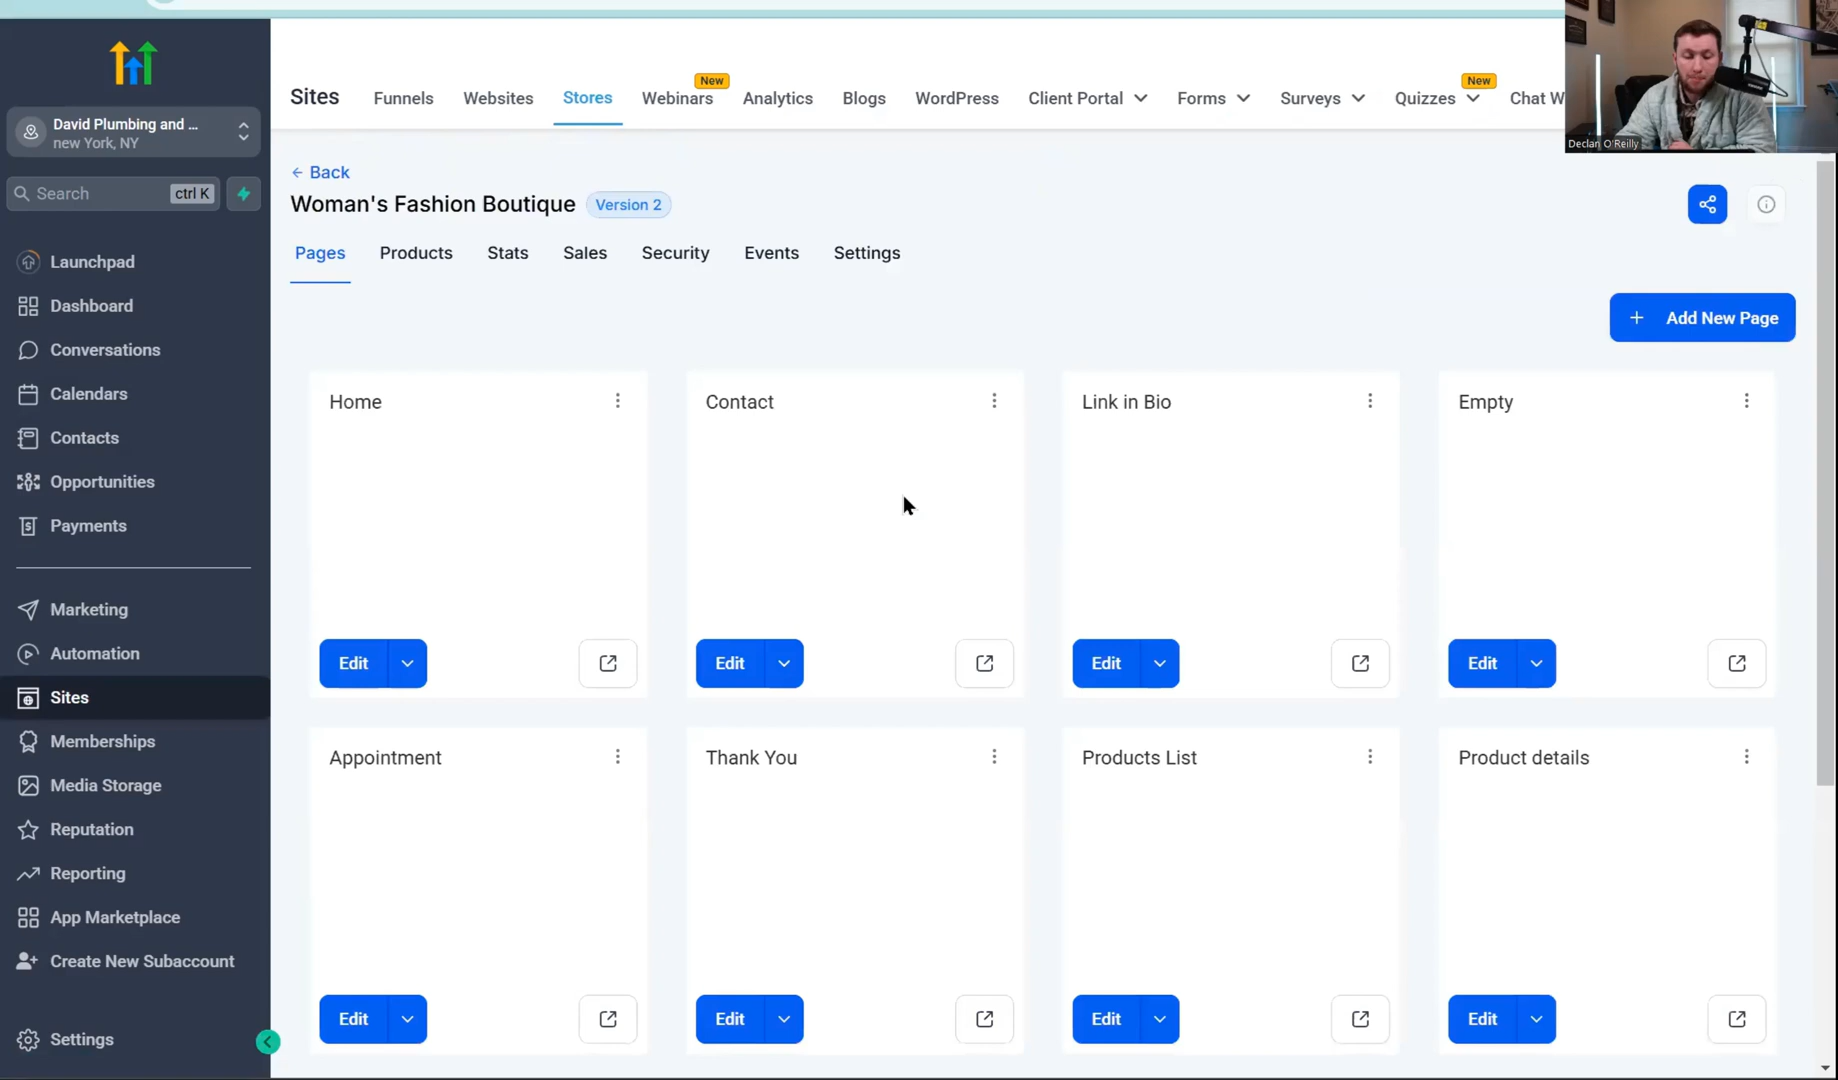 David Plumbing and ...
new York, NY
Search
ctrl K
Launchpad
Dashboard
Conversations
Calendars
Contacts
Opportunities
Payments
Marketing
Automation
Sites
Memberships
Media Storage
Reputation
Reporting
App Marketplace
Create New Subaccount
Settings
Sites
Funnels
Websites
Stores
Webinars
New
Analytics
Blogs
WordPress
Client Portal
Forms
Surveys
Quizzes
New
Chat W
Declan O'Reilly
Back
Woman's Fashion Boutique
Version 2
Pages
Products
Stats
Sales
Security
Events
Settings
+ Add New Page
Home
Contact
Link in Bio
Empty
Edit
Edit
Edit
Edit
Appointment
Thank You
Products List
Product details
Edit
Edit
Edit
Edit